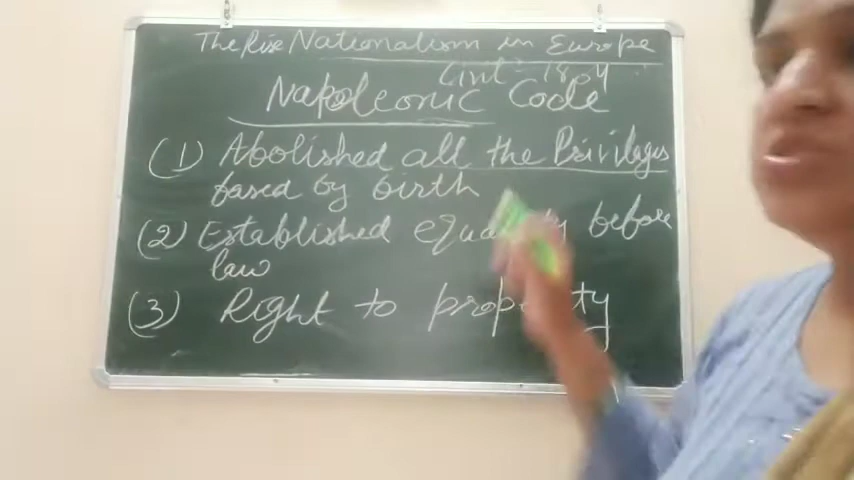 The Rise Nationalism in Europe
Civil - 1804
Napoleonic Code
(1) Abolished all the Privileges
based by birth
(2) Established equality before
law
(3) Right to property